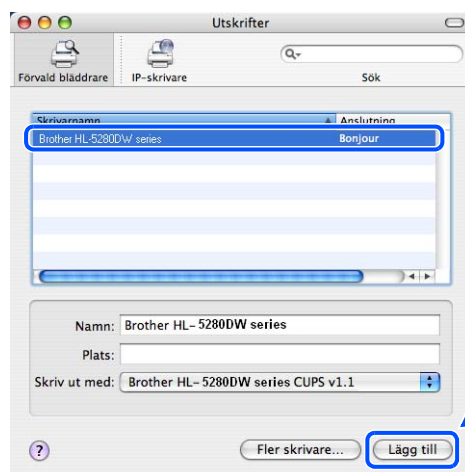 Utskrifter
Förvald bläddrare IP-skrivare Sök
Skrivarnamn Anslutning
Brother HL-5280DW series Bonjour
Namn: Brother HL- 5280DW series
Plats:
Skriv ut med: Brother HL- 5280DW series CUPS v1.1
? Fler skrivare... Lägg till